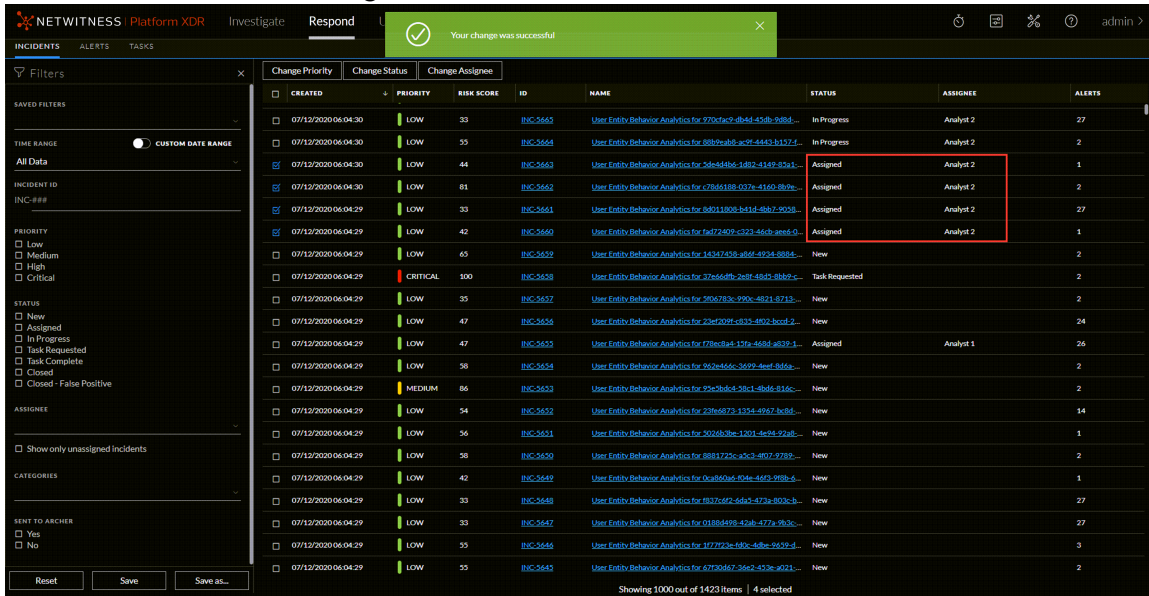 NETWITNESS Platform XDR Investigate Respond U admin >
Your change was successful ×
INCIDENTS ALERTS TASKS
Filters ×
SAVED FILTERS
TIME RANGE CUSTOM DATE RANGE
All Data
INCIDENT ID
INC-###
PRIORITY
Low
Medium
High
Critical
STATUS
New
Assigned
In Progress
Task Requested
Task Complete
Closed
Closed - False Positive
ASSIGNEE
Show only unassigned incidents
CATEGORIES
SENT TO ARCHER
Yes
No
Reset Save Save as...
Change Priority Change Status Change Assignee
CREATED ↓ PRIORITY RISK SCORE ID NAME STATUS ASSIGNEE ALERTS
07/12/2020 06:04:30 LOW 33 INC-5665 User Entity Behavior Analytics for 970cfac9-db4d-45db-9d8d-... In Progress Analyst 2 27
07/12/2020 06:04:30 LOW 55 INC-5664 User Entity Behavior Analytics for 88b9eab8-ac9f-4443-b157-f... In Progress Analyst 2 2
07/12/2020 06:04:30 LOW 44 INC-5663 User Entity Behavior Analytics for 5de4d4b6-1d82-4149-85a1-... Assigned Analyst 2 1
07/12/2020 06:04:30 LOW 81 INC-5662 User Entity Behavior Analytics for c78d6188-037e-4160-8b9e-... Assigned Analyst 2 2
07/12/2020 06:04:29 LOW 33 INC-5661 User Entity Behavior Analytics for 8d011808-b41d-4bb7-9058... Assigned Analyst 2 27
07/12/2020 06:04:29 LOW 42 INC-5660 User Entity Behavior Analytics for fad72409-c323-46cb-aee6-0... Assigned Analyst 2 1
07/12/2020 06:04:29 LOW 65 INC-5659 User Entity Behavior Analytics for 14347458-a86f-4934-8884-... New 2
07/12/2020 06:04:29 CRITICAL 100 INC-5658 User Entity Behavior Analytics for 37e66dfb-2e8f-48d5-8bb9-c... Task Requested 2
07/12/2020 06:04:29 LOW 35 INC-5657 User Entity Behavior Analytics for 5f06783c-990c-4821-8713-... New 2
07/12/2020 06:04:29 LOW 47 INC-5656 User Entity Behavior Analytics for 23ef209f-c835-4f02-bccd-2... New 24
07/12/2020 06:04:29 LOW 47 INC-5655 User Entity Behavior Analytics for f78ec8a4-15fa-468d-a839-1... Assigned Analyst 1 26
07/12/2020 06:04:29 LOW 58 INC-5654 User Entity Behavior Analytics for 962e466c-3699-4eef-8d6a-... New 2
07/12/2020 06:04:29 MEDIUM 86 INC-5653 User Entity Behavior Analytics for 95e5bdc4-58c1-4bd6-816c-... New 2
07/12/2020 06:04:29 LOW 54 INC-5652 User Entity Behavior Analytics for 23fe6873-1354-4967-bc8d-... New 14
07/12/2020 06:04:29 LOW 56 INC-5651 User Entity Behavior Analytics for 5026b3be-1201-4e94-92a8-... New 1
07/12/2020 06:04:29 LOW 58 INC-5650 User Entity Behavior Analytics for 8881725c-a5c3-4f07-9789-... New 2
07/12/2020 06:04:29 LOW 42 INC-5649 User Entity Behavior Analytics for 0ca860a6-f04e-46f3-9f8b-6... New 1
07/12/2020 06:04:29 LOW 33 INC-5648 User Entity Behavior Analytics for f837c6f2-6da5-473a-803c-b... New 27
07/12/2020 06:04:29 LOW 33 INC-5647 User Entity Behavior Analytics for 0188d498-42ab-477a-9b3c-... New 27
07/12/2020 06:04:29 LOW 55 INC-5646 User Entity Behavior Analytics for 1f77f23e-fd0c-4dbe-9659-d... New 3
07/12/2020 06:04:29 LOW 55 INC-5645 User Entity Behavior Analytics for 67f30d67-36e2-453e-a021-... New 2
Showing 1000 out of 1423 items | 4 selected